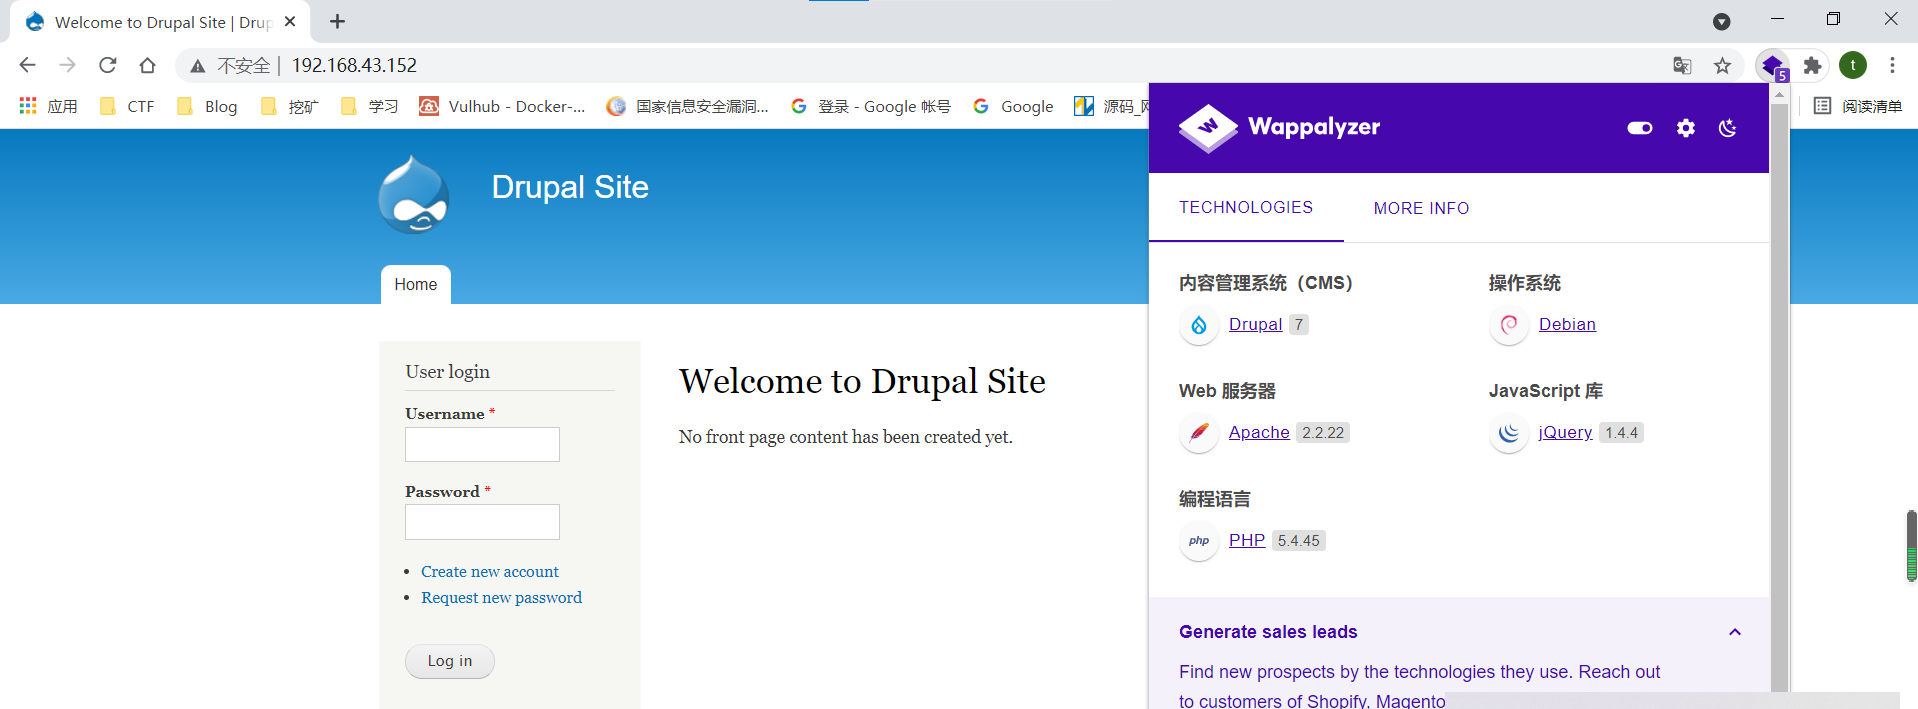 Welcome to Drupal Site | Drup
不安全 | 192.168.43.152
5
t
应用 CTF Blog 挖矿 学习 Vulhub - Docker-... 国家信息安全漏洞... 登录 - Google 帐号 Google 源码_网 阅读清单
Drupal Site
Home
User login
Username *
Password *
Create new account
Request new password
Log in
Welcome to Drupal Site
No front page content has been created yet.
Wappalyzer
TECHNOLOGIES MORE INFO
内容管理系统（CMS） 操作系统
Drupal 7 Debian
Web 服务器 JavaScript 库
Apache 2.2.22 jQuery 1.4.4
编程语言
php PHP 5.4.45
Generate sales leads
Find new prospects by the technologies they use. Reach out
to customers of Shopify, Magento